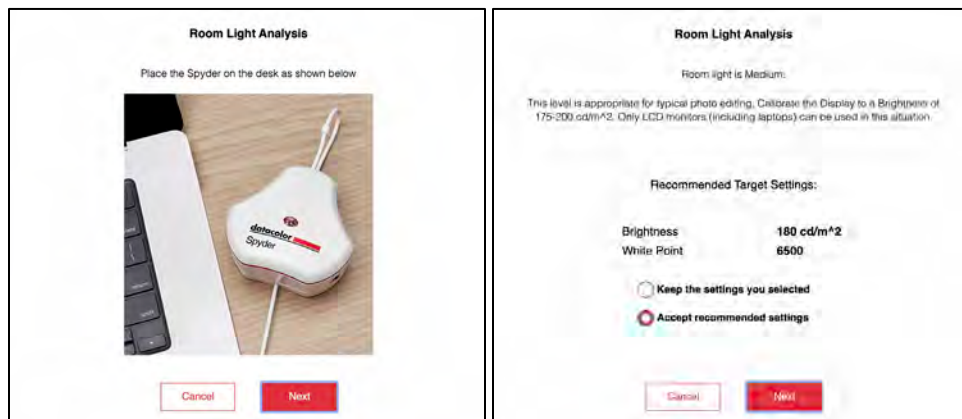 Room Light Analysis
Place the Spyder on the desk as shown below
datacolor
Spyder
Cancel
Next
Room Light Analysis
Room light is Medium.
This level is appropriate for typical photo editing. Calibrate the Display to a Brightness of
175-200 cd/m^2. Only LCD monitors (including laptops) can be used in this situation
Recommended Target Settings:
Brightness 180 cd/m^2
White Point 6500
Keep the settings you selected
Accept recommended settings
Cancel
Next